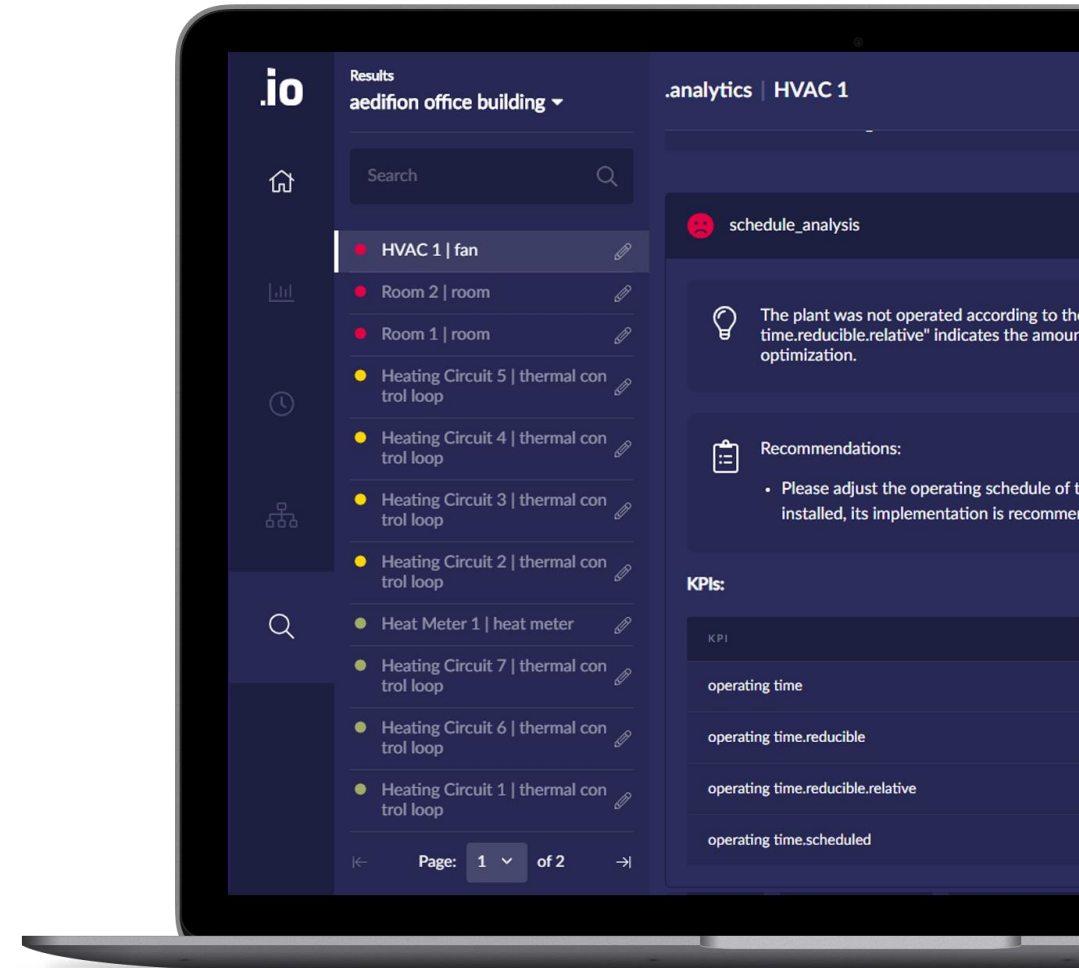 .io
Results
aedifion office building
Search
HVAC 1 | fan
Room 2 | room
Room 1 | room
Heating Circuit 5 | thermal con
trol loop
Heating Circuit 4 | thermal con
trol loop
Heating Circuit 3 | thermal con
trol loop
Heating Circuit 2 | thermal con
trol loop
Heat Meter 1 | heat meter
Heating Circuit 7 | thermal con
trol loop
Heating Circuit 6 | thermal con
trol loop
Heating Circuit 1 | thermal con
trol loop
Page: 1 of 2
.analytics | HVAC 1
schedule_analysis
The plant was not operated according to the
time.reducible.relative" indicates the amoun
optimization.
Recommendations:
• Please adjust the operating schedule of t
installed, its implementation is recomme
KPIs:
KPI
operating time
operating time.reducible
operating time.reducible.relative
operating time.scheduled